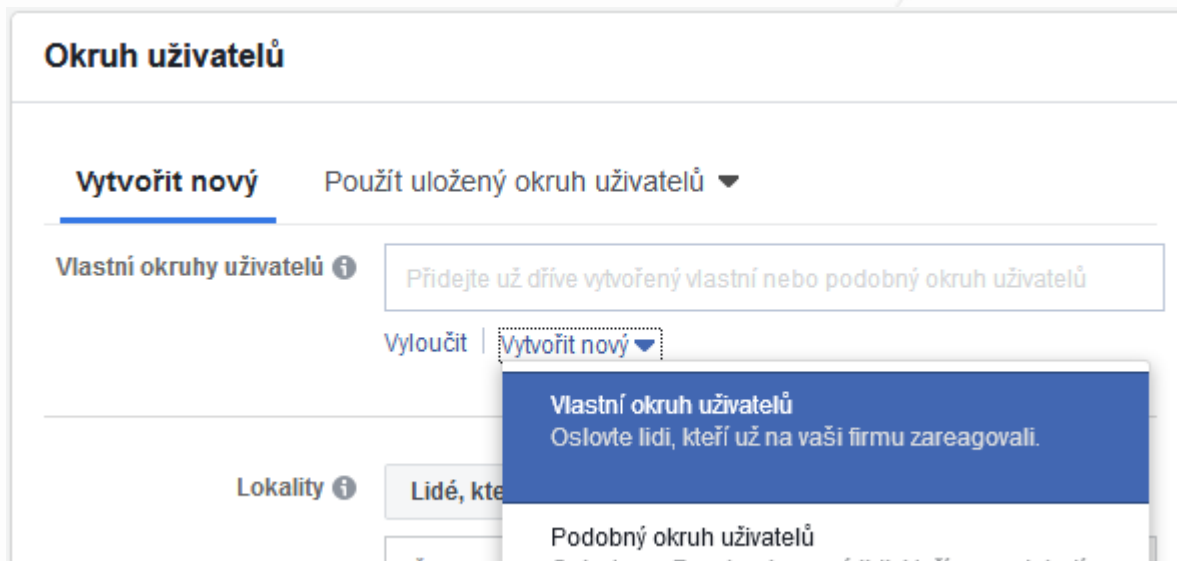 Okruh uživatelů
Vytvořit nový Použít uložený okruh uživatelů
Vlastní okruhy uživatelů Přidejte už dříve vytvořený vlastní nebo podobný okruh uživatelů
Vyloučit Vytvořit nový
Vlastní okruh uživatelů
Oslovte lidi, kteří už na vaši firmu zareagovali.
Lokality Lidé,
Podobný okruh uživatelů